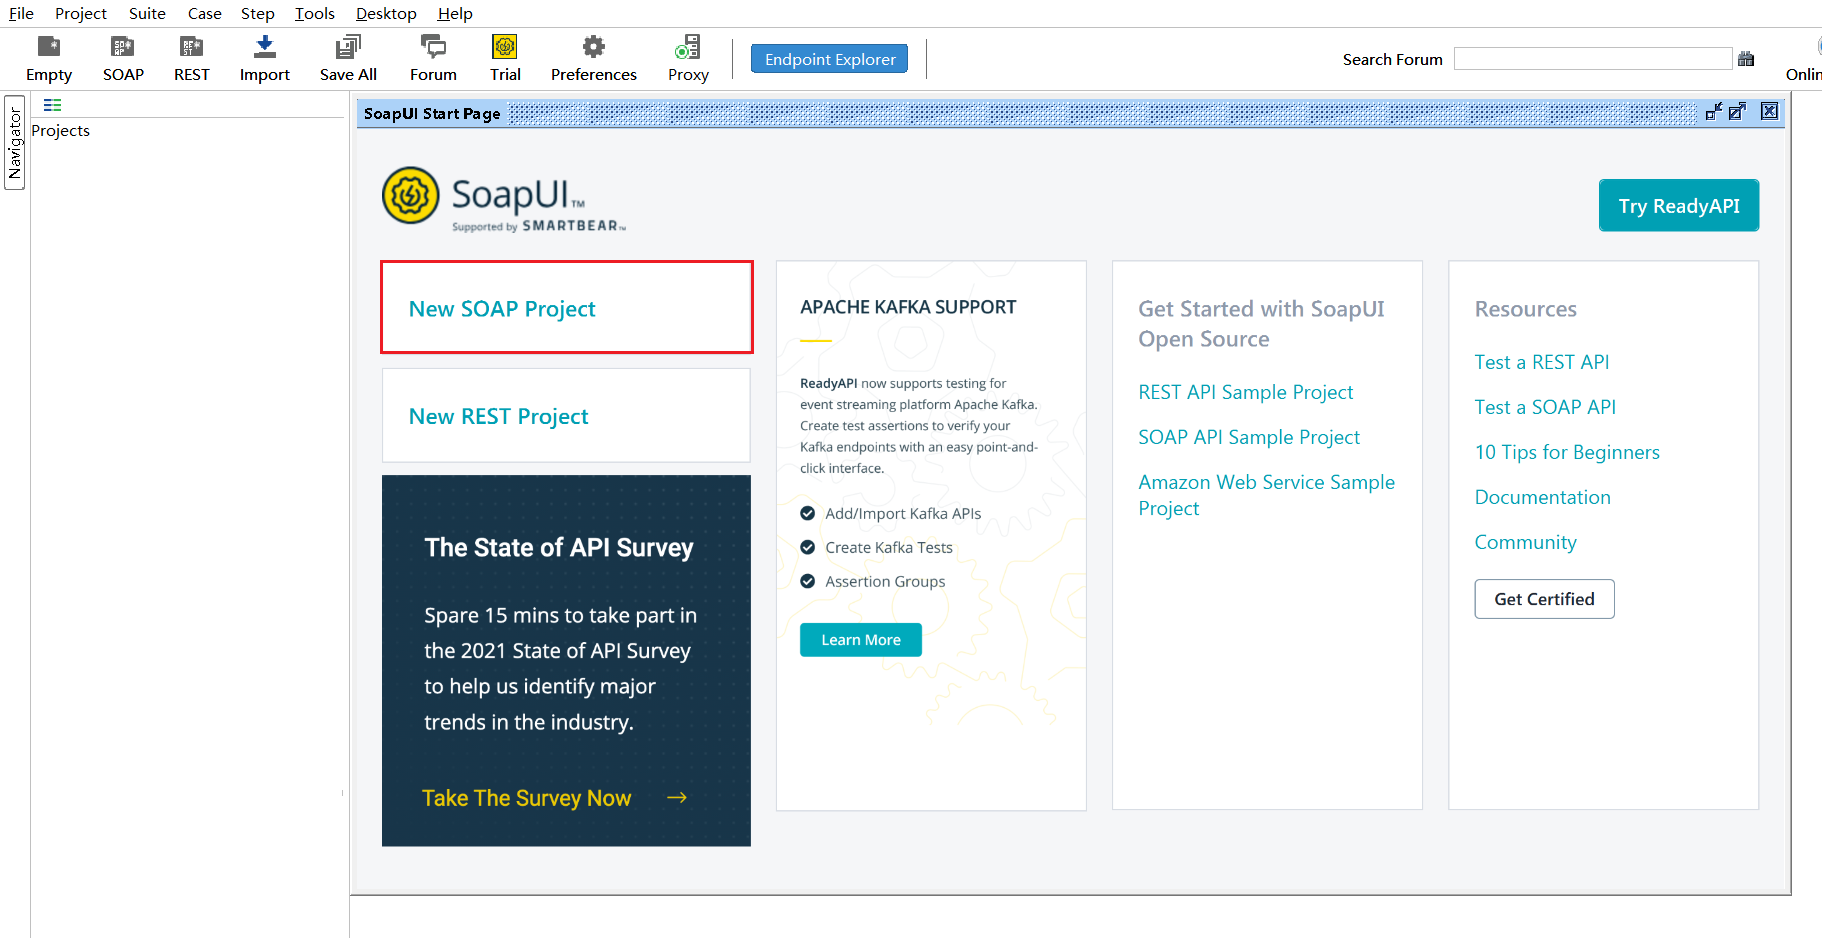 File Project Suite Case Step Tools Desktop Help
Empty SOAP REST Import Save All Forum Trial Preferences Proxy
Endpoint Explorer
Search Forum
Onlin
Navigator
Projects
SoapUI Start Page
SoapUI™
Supported by SMARTBEAR™
Try ReadyAPI
New SOAP Project
New REST Project
The State of API Survey
Spare 15 mins to take part in
the 2021 State of API Survey
to help us identify major
trends in the industry.
Take The Survey Now →
APACHE KAFKA SUPPORT
ReadyAPI now supports testing for
event streaming platform Apache Kafka.
Create test assertions to verify your
Kafka endpoints with an easy point-and-
click interface.
Add/Import Kafka APIs
Create Kafka Tests
Assertion Groups
Learn More
Get Started with SoapUI
Open Source
REST API Sample Project
SOAP API Sample Project
Amazon Web Service Sample
Project
Resources
Test a REST API
Test a SOAP API
10 Tips for Beginners
Documentation
Community
Get Certified